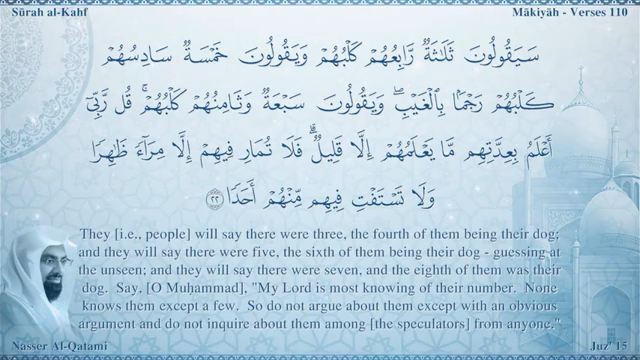 Sūrah al-Kahf
Mākiyāh - Verses 110
سَيَقُولُونَ ثَلَٰثَةٌ رَّابِعُهُمْ كَلْبُهُمْ وَيَقُولُونَ خَمْسَةٌ سَادِسُهُمْ
كَلْبُهُمْ رَجْمًۢا بِٱلْغَيْبِ ۖ وَيَقُولُونَ سَبْعَةٌ وَثَامِنُهُمْ كَلْبُهُمْ ۚ قُل رَّبِّىٓ
أَعْلَمُ بِعِدَّتِهِم مَّا يَعْلَمُهُمْ إِلَّا قَلِيلٌ ۗ فَلَا تُمَارِ فِيهِمْ إِلَّا مِرَآءً ظَٰهِرًا
وَلَا تَسْتَفْتِ فِيهِم مِّنْهُمْ أَحَدًا ٢٢
They [i.e., people] will say there were three, the fourth of them being their dog;
and they will say there were five, the sixth of them being their dog - guessing at
the unseen; and they will say there were seven, and the eighth of them was their
dog. Say, [O Muḥammad], "My Lord is most knowing of their number. None
knows them except a few. So do not argue about them except with an obvious
argument and do not inquire about them among [the speculators] from anyone."
Nasser Al-Qatami
Juz' 15